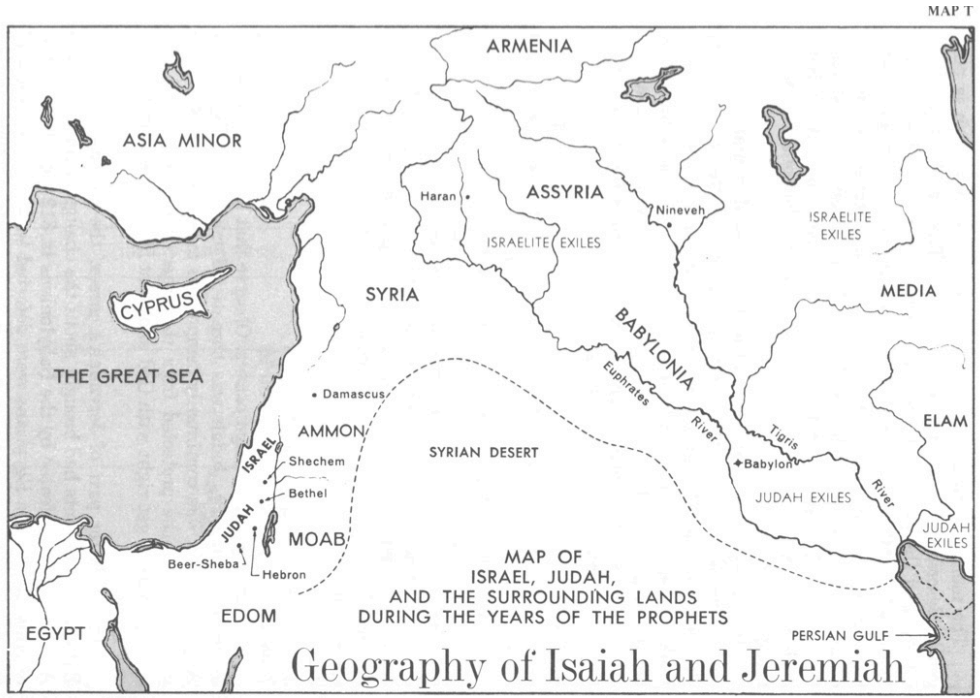 MAP T
ARMENIA
ASIA MINOR
ASSYRIA
Haran
Nineveh
ISRAELITE
EXILES
ISRAELITE EXILES
CYPRUS
SYRIA
MEDIA
BABYLONIA
THE GREAT SEA
Damascus
Euphrates
River
AMMON
ELAM
ISRAEL
Tigris
River
SYRIAN DESERT
Shechem
Babylon
Bethel
JUDAH EXILES
JUDAH
MOAB
JUDAH
EXILES
Beer-Sheba
Hebron
MAP OF
ISRAEL, JUDAH,
AND THE SURROUNDING LANDS
DURING THE YEARS OF THE PROPHETS
EDOM
EGYPT
PERSIAN GULF
Geography of Isaiah and Jeremiah